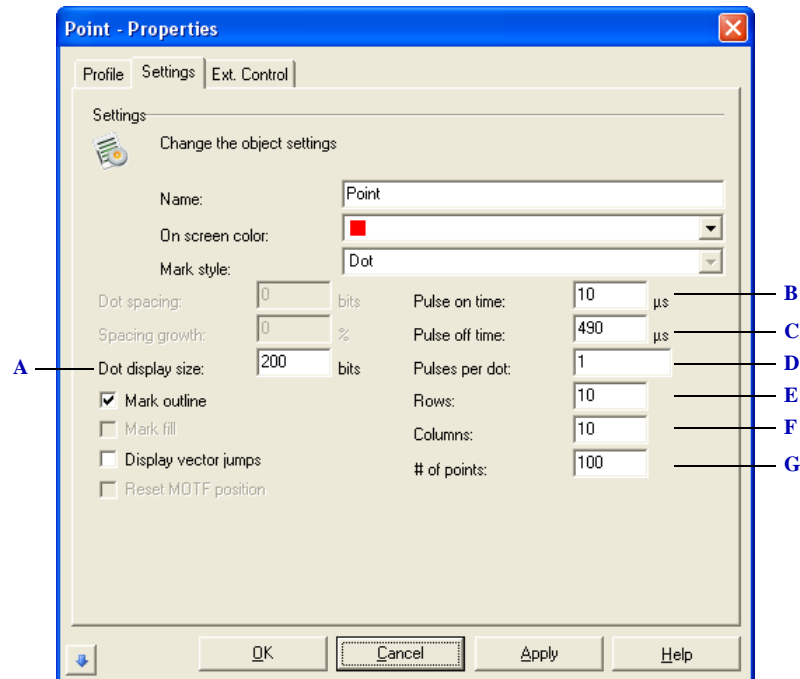 Point - Properties
Profile Settings Ext. Control
Settings
Change the object settings
Name: Point
On screen color:
Mark style: Dot
Dot spacing: 0 bits Pulse on time: 10 µs B
Spacing growth: 0 % Pulse off time: 490 µs C
A Dot display size: 200 bits Pulses per dot: 1 D
Mark outline Rows: 10 E
Mark fill Columns: 10 F
Display vector jumps # of points: 100 G
Reset MOTF position
OK Cancel Apply Help